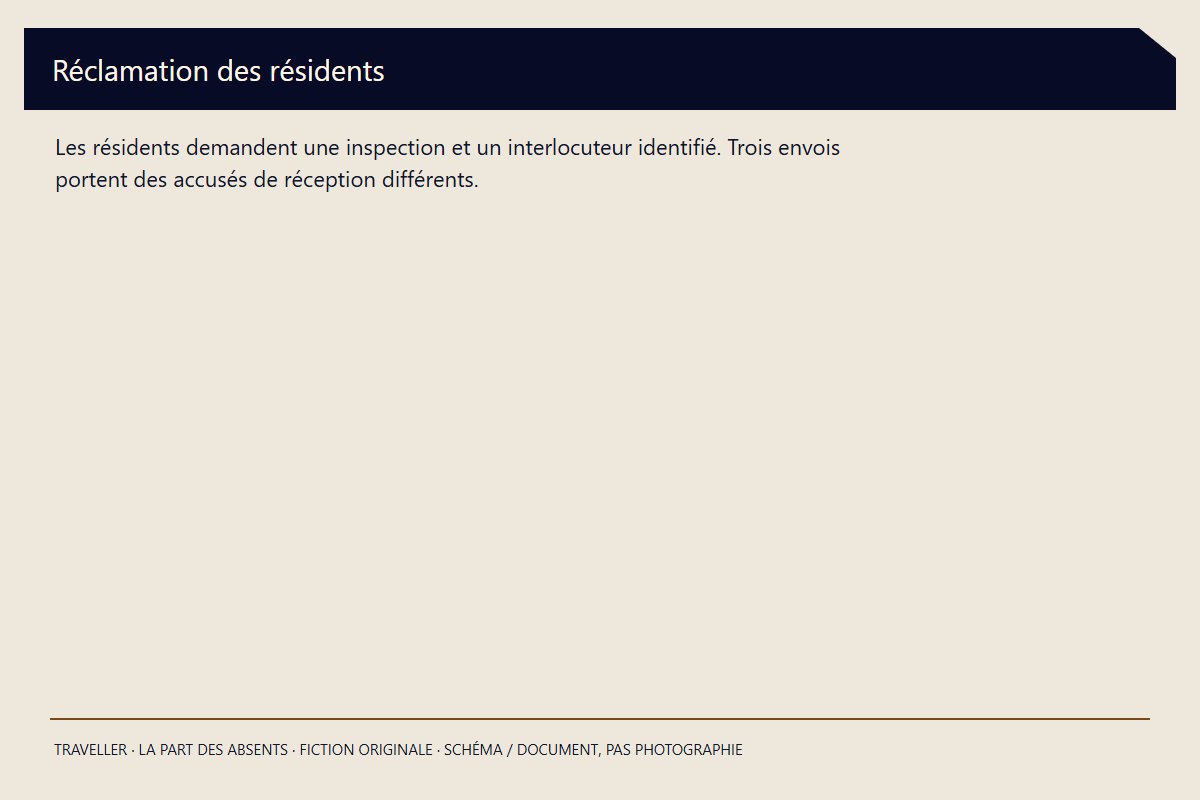 Réclamation des résidents
Les résidents demandent une inspection et un interlocuteur identifié. Trois envois
portent des accusés de réception différents.
TRAVELLER · LA PART DES ABSENTS · FICTION ORIGINALE · SCHÉMA / DOCUMENT, PAS PHOTOGRAPHIE